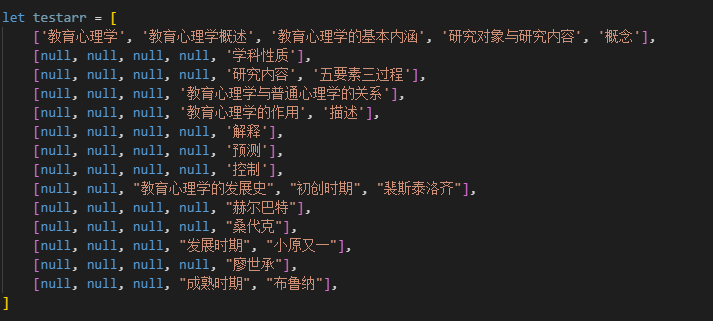 let testarr = [
['教育心理学', '教育心理学概述', '教育心理学的基本内涵', '研究对象与研究内容', '概念'],
[null, null, null, null, '学科性质'],
[null, null, null, null, '研究内容', '五要素三过程'],
[null, null, null, '教育心理学与普通心理学的关系'],
[null, null, null, '教育心理学的作用', '描述'],
[null, null, null, null, '解释'],
[null, null, null, null, '预测'],
[null, null, null, null, '控制'],
[null, null, "教育心理学的发展史", "初创时期", "裴斯泰洛齐"],
[null, null, null, null, "赫尔巴特"],
[null, null, null, null, "桑代克"],
[null, null, null, "发展时期", "小原又一"],
[null, null, null, null, "廖世承"],
[null, null, null, "成熟时期", "布鲁纳"],
]